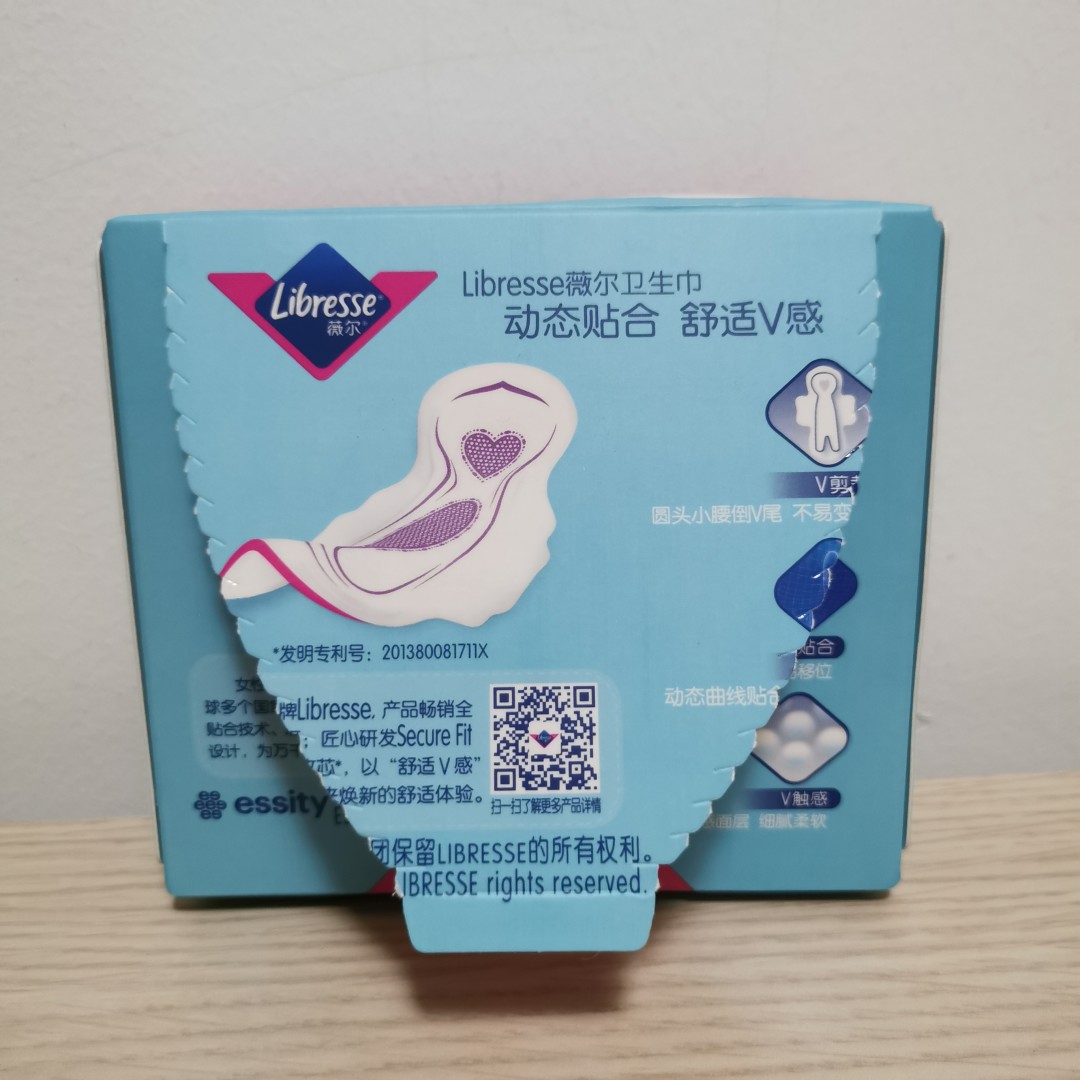 Libresse
薇尔
Libresse薇尔卫生巾
动态贴合 舒适V感
V剪
圆头小腰倒V尾 不易变
贴合
移位
动态曲线贴合
V触感
面层 细腻柔软
*发明专利号：201380081711X
女性
球多个国
牌Libresse, 产品畅销全
贴合技术、
匠心研发Secure Fit
设计，为万千
芯*，以“舒适V感”
焕新的舒适体验。
扫一扫了解更多产品详情
essity
团保留LIBRESSE的所有权利。
IBRESSE rights reserved.